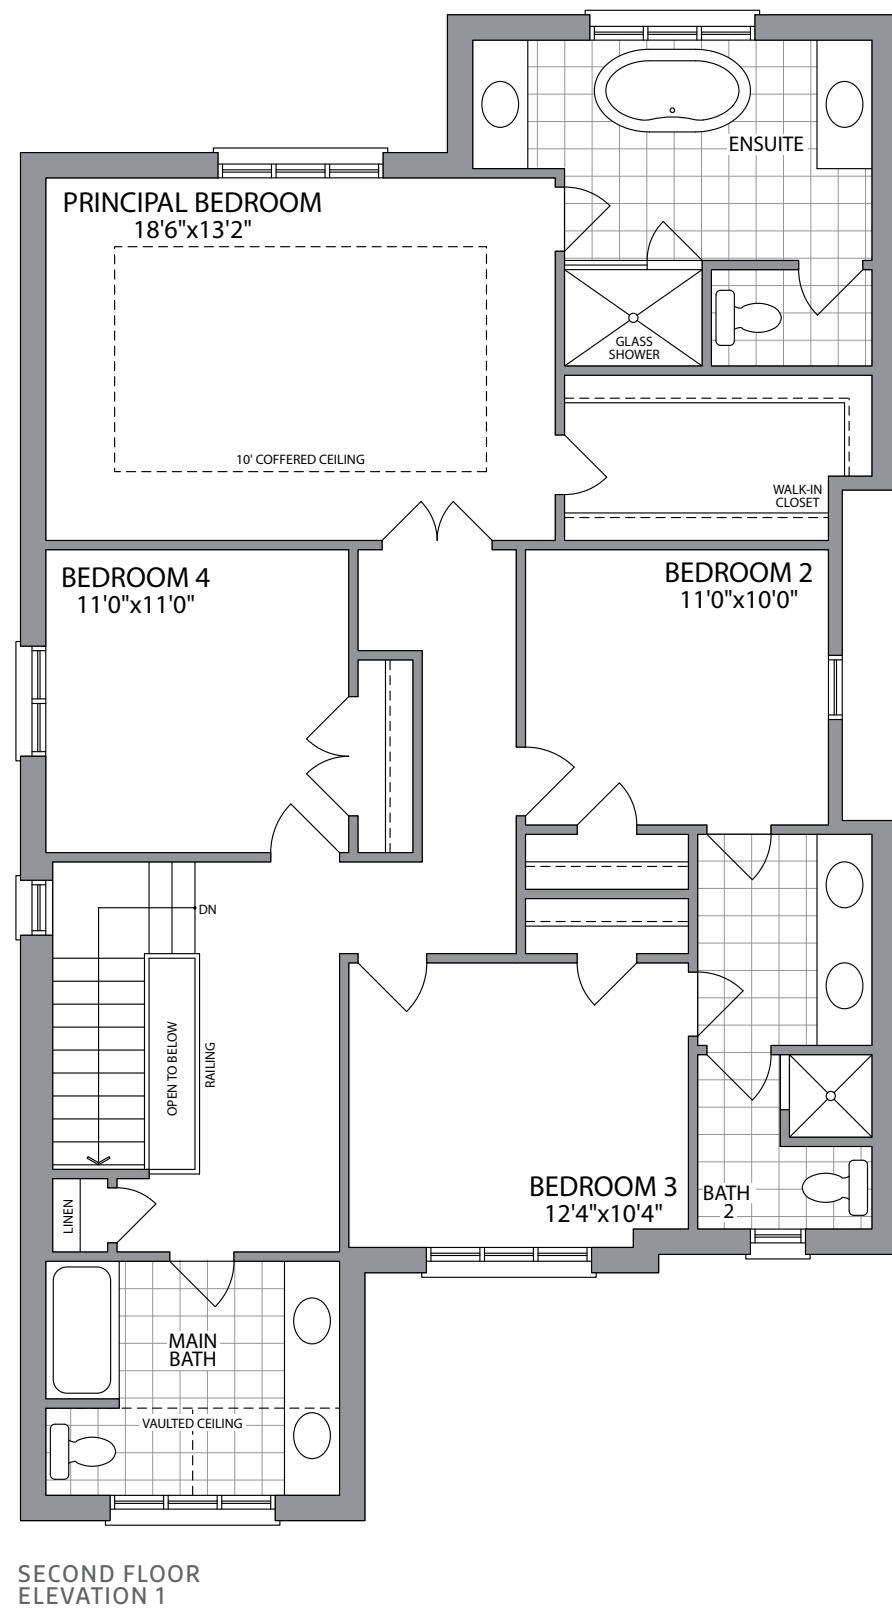 ENSUITE
PRINCIPAL BEDROOM
18'6"x13'2"
GLASS
SHOWER
10' COFFERED CEILING
WALK-IN
CLOSET
BEDROOM 4
11'0"x11'0"
BEDROOM 2
11'0"x10'0"
DN
OPEN TO BELOW
RAILING
LINEN
BEDROOM 3
12'4"x10'4"
BATH
2
MAIN
BATH
VAULTED CEILING
SECOND FLOOR
ELEVATION 1